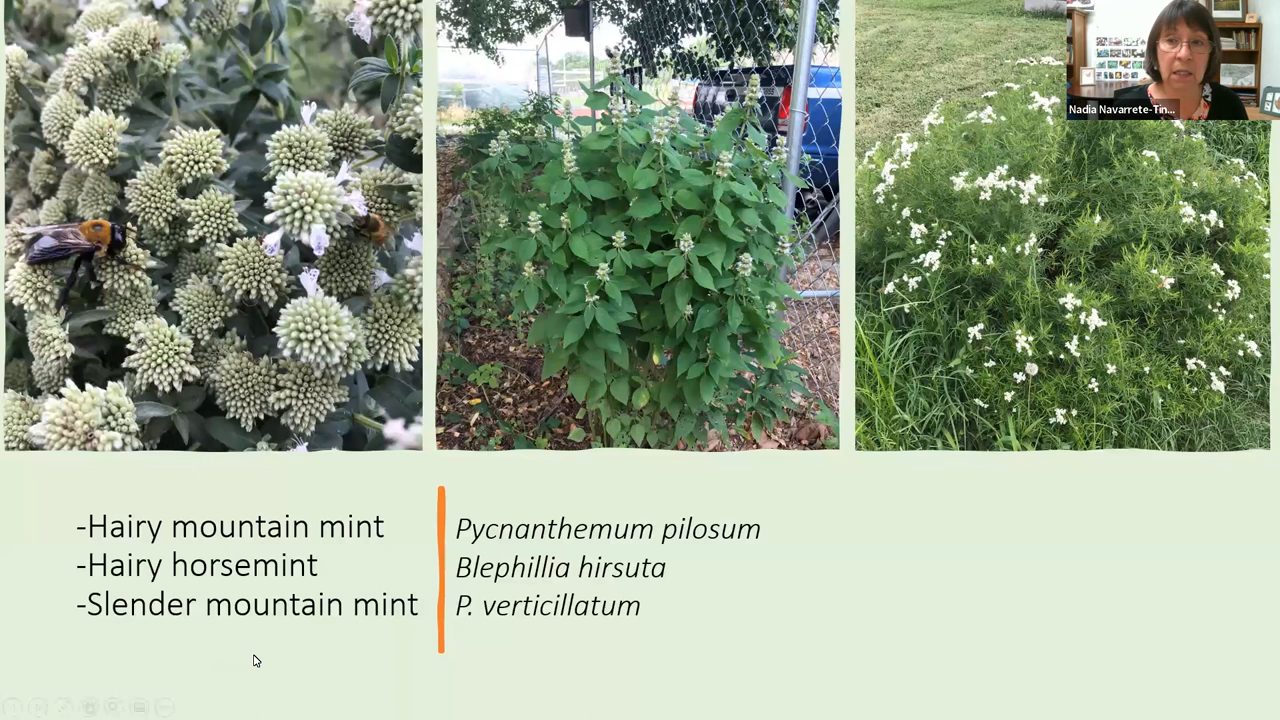 Nadia Navarrete-Tin...
-Hairy mountain mint
-Hairy horsemint
-Slender mountain mint
Pycnanthemum pilosum
Blephillia hirsuta
P. verticillatum